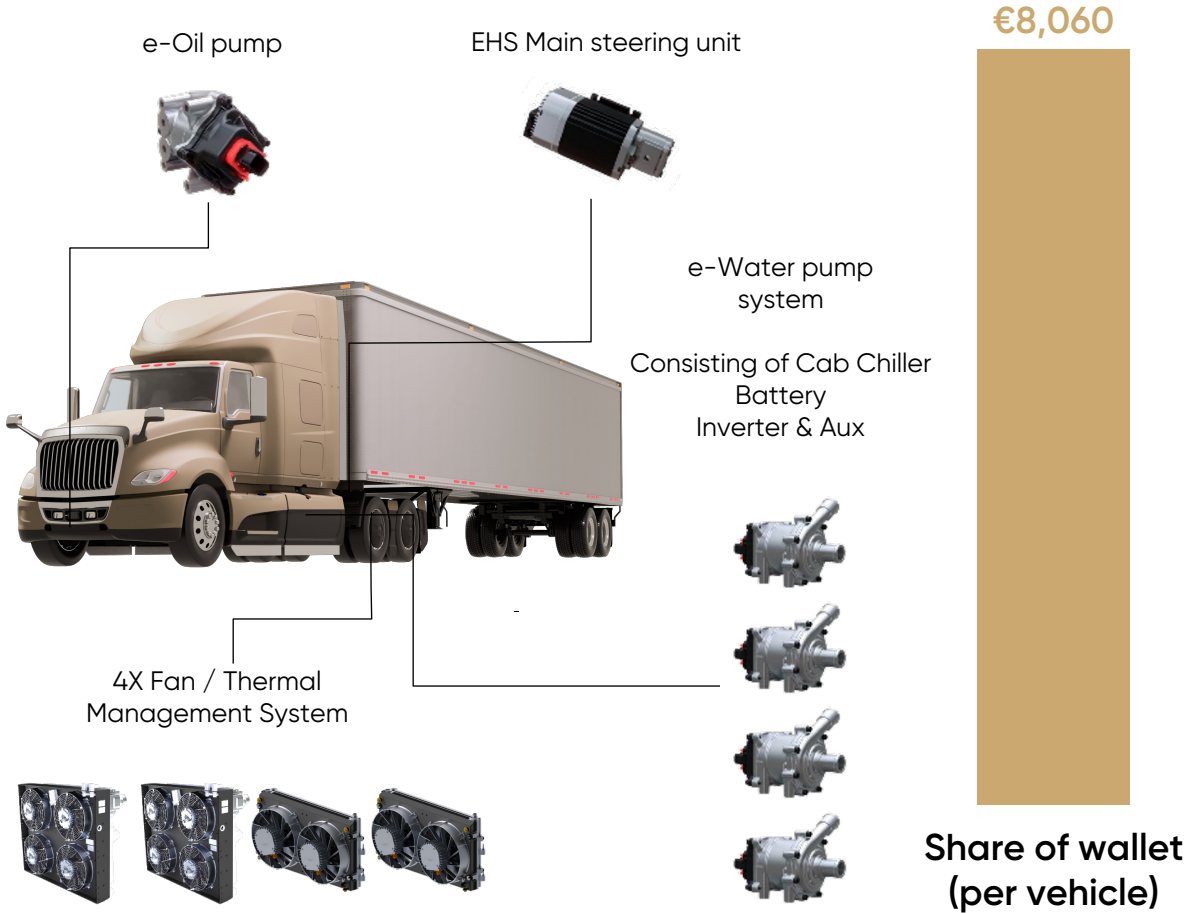 e-Oil pump
EHS Main steering unit
€8,060
e-Water pump
system
Consisting of Cab Chiller
Battery
Inverter & Aux
-
4X Fan / Thermal
Management System
Share of wallet
(per vehicle)